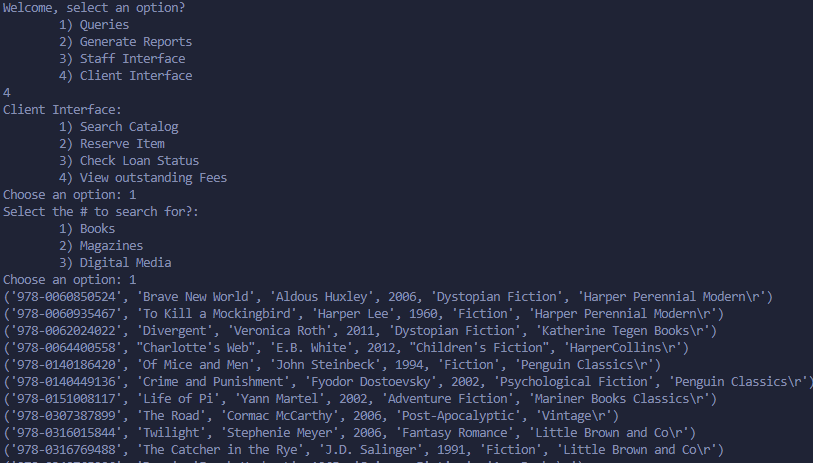 Welcome, select an option?
1) Queries
2) Generate Reports
3) Staff Interface
4) Client Interface
4
Client Interface:
1) Search Catalog
2) Reserve Item
3) Check Loan Status
4) View outstanding Fees
Choose an option: 1
Select the # to search for?:
1) Books
2) Magazines
3) Digital Media
Choose an option: 1
('978-0060850524', 'Brave New World', 'Aldous Huxley', 2006, 'Dystopian Fiction', 'Harper Perennial Modern\r')
('978-0060935467', 'To Kill a Mockingbird', 'Harper Lee', 1960, 'Fiction', 'Harper Perennial Modern\r')
('978-0062024022', 'Divergent', 'Veronica Roth', 2011, 'Dystopian Fiction', 'Katherine Tegen Books\r')
('978-0064400558', "Charlotte's Web", 'E.B. White', 2012, "Children's Fiction", 'HarperCollins\r')
('978-0140186420', 'Of Mice and Men', 'John Steinbeck', 1994, 'Fiction', 'Penguin Classics\r')
('978-0140449136', 'Crime and Punishment', 'Fyodor Dostoevsky', 2002, 'Psychological Fiction', 'Penguin Classics\r')
('978-0151008117', 'Life of Pi', 'Yann Martel', 2002, 'Adventure Fiction', 'Mariner Books Classics\r')
('978-0307387899', 'The Road', 'Cormac McCarthy', 2006, 'Post-Apocalyptic', 'Vintage\r')
('978-0316015844', 'Twilight', 'Stephenie Meyer', 2006, 'Fantasy Romance', 'Little Brown and Co\r')
('978-0316769488', 'The Catcher in the Rye', 'J.D. Salinger', 1991, 'Fiction', 'Little Brown and Co\r')